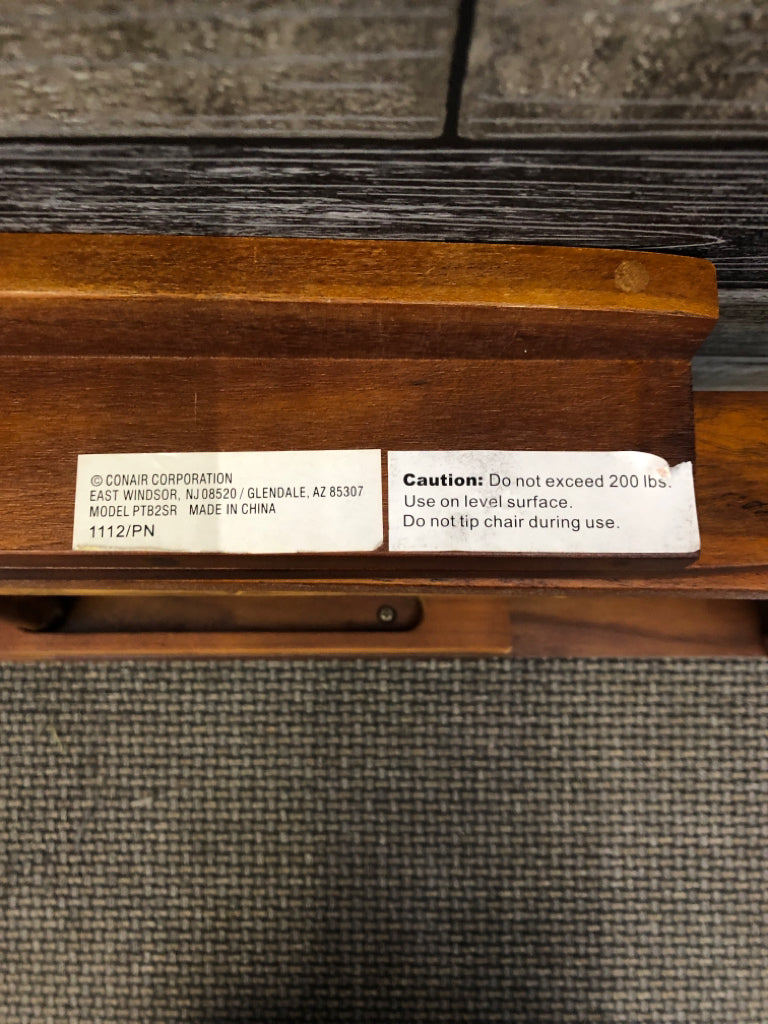 © CONAIR CORPORATION
EAST WINDSOR, NJ 08520 / GLENDALE, AZ 85307
MODEL PTB2SR MADE IN CHINA
1112/PN
Caution: Do not exceed 200 lbs.
Use on level surface.
Do not tip chair during use.